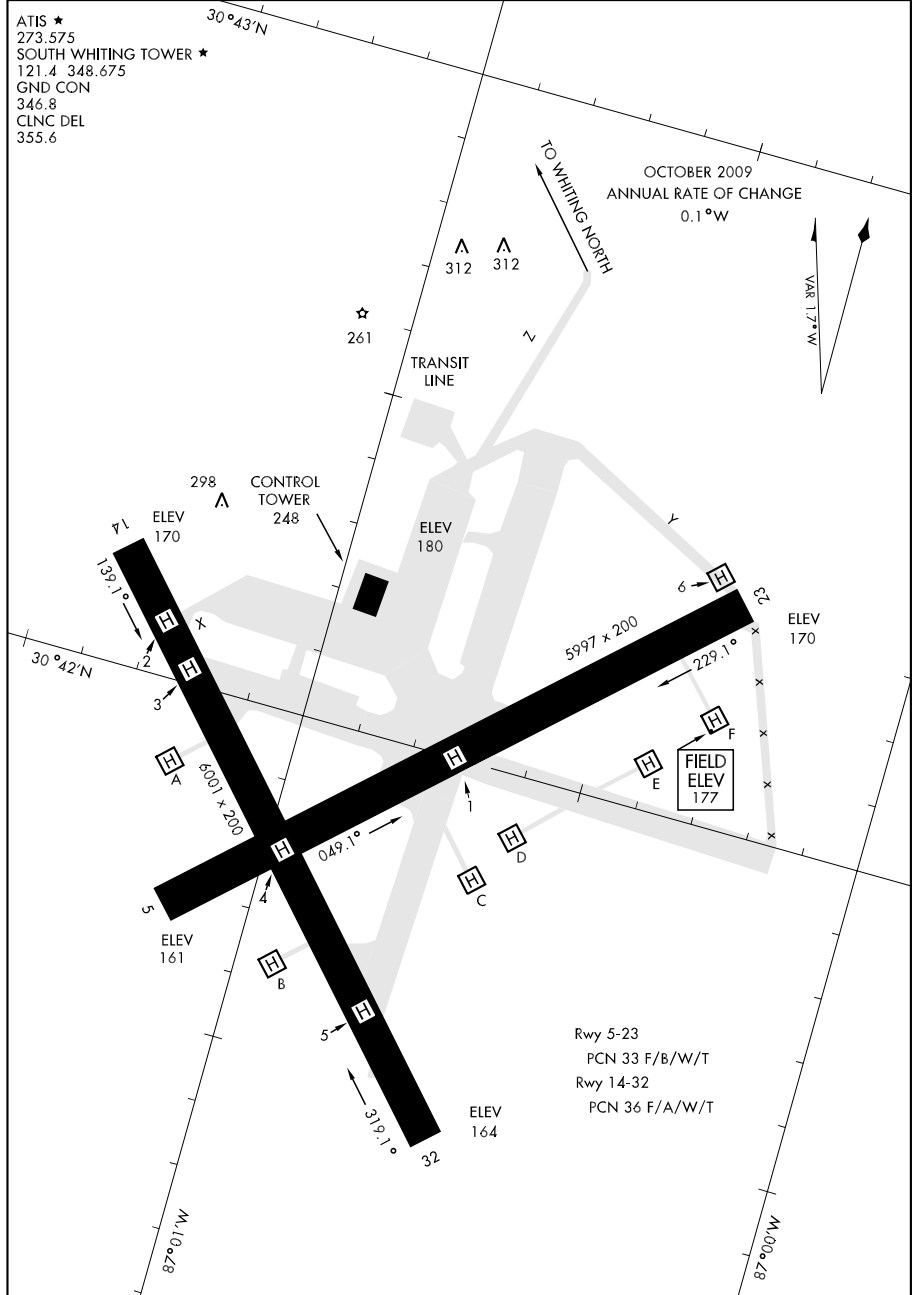 ATIS ★
273.575
SOUTH WHITING TOWER ★
121.4 348.675
GND CON
346.8
CLNC DEL
355.6
30°43'N
OCTOBER 2009
ANNUAL RATE OF CHANGE
0.1°W
VAR 1.7°W
TO WHITING NORTH
312
312
261
Z
TRANSIT
LINE
298
CONTROL
TOWER
248
14
ELEV
170
ELEV
180
Y
139.1°
H
X
2
H
3
30°42'N
6
H
23
ELEV
170
5997 x 200
229.1°
x
x
x
x
x
H
A
6001 x 200
H
1
H
E
H
F
FIELD
ELEV
177
H
4
049.1°
H
D
H
C
5
ELEV
161
H
B
H
5
319.1°
32
ELEV
164
Rwy 5-23
PCN 33 F/B/W/T
Rwy 14-32
PCN 36 F/A/W/T
87°01'W
87°00'W